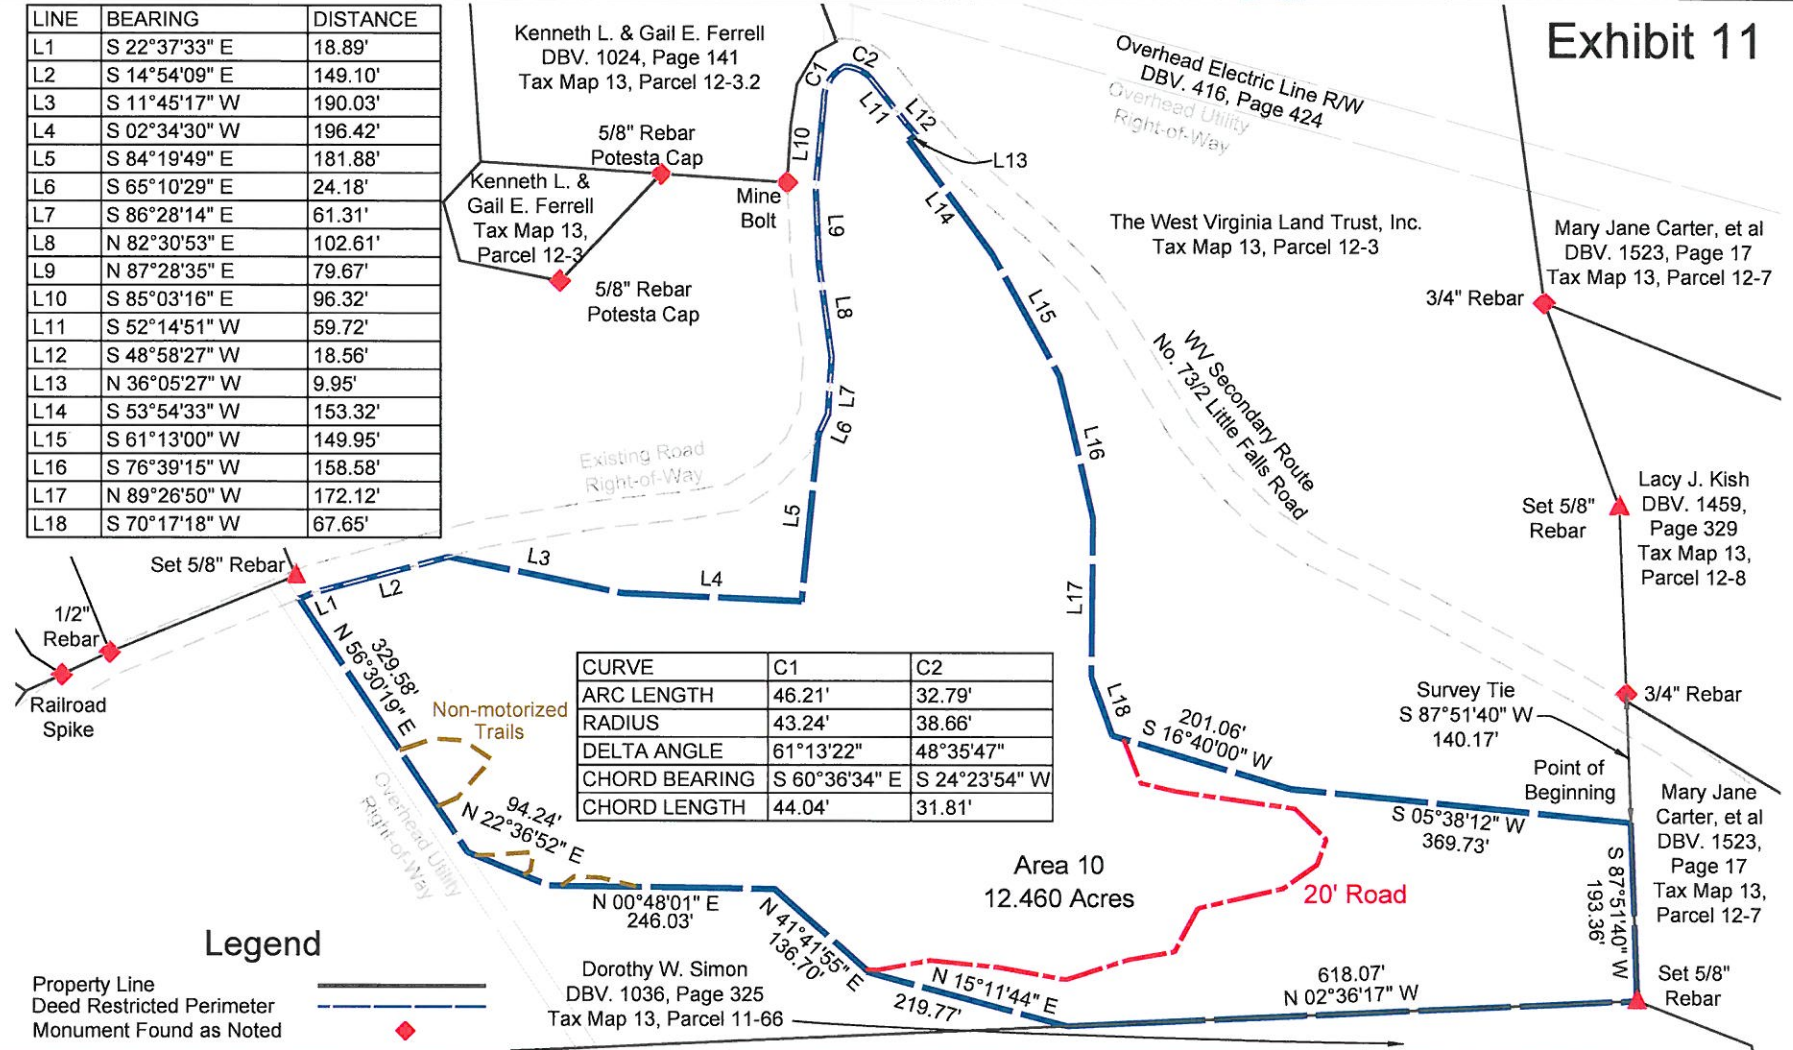 Exhibit 11
LINE BEARING DISTANCE
L1 S 22°37'33" E 18.89'
L2 S 14°54'09" E 149.10'
L3 S 11°45'17" W 190.03'
L4 S 02°34'30" W 196.42'
L5 S 84°19'49" E 181.88'
L6 S 65°10'29" E 24.18'
L7 S 86°28'14" E 61.31'
L8 N 82°30'53" E 102.61'
L9 N 87°28'35" E 79.67'
L10 S 85°03'16" E 96.32'
L11 S 52°14'51" W 59.72'
L12 S 48°58'27" W 18.56'
L13 N 36°05'27" W 9.95'
L14 S 53°54'33" W 153.32'
L15 S 61°13'00" W 149.95'
L16 S 76°39'15" W 158.58'
L17 N 89°26'50" W 172.12'
L18 S 70°17'18" W 67.65'
Kenneth L. & Gail E. Ferrell
DBV. 1024, Page 141
Tax Map 13, Parcel 12-3.2
5/8" Rebar
Potesta Cap
Kenneth L. &
Gail E. Ferrell
Tax Map 13,
Parcel 12-3
5/8" Rebar
Potesta Cap
Mine
Bolt
C1
C2
L10
L11
L12
L13
L14
L9
L8
L7
L6
L5
L15
L16
L17
L18
Overhead Electric Line R/W
DBV. 416, Page 424
Overhead Utility
Right-of-Way
The West Virginia Land Trust, Inc.
Tax Map 13, Parcel 12-3
Mary Jane Carter, et al
DBV. 1523, Page 17
Tax Map 13, Parcel 12-7
3/4" Rebar
WV Secondary Route
No. 73/2 Little Falls Road
Existing Road
Right-of-Way
Set 5/8"
Rebar
Lacy J. Kish
DBV. 1459,
Page 329
Tax Map 13,
Parcel 12-8
Set 5/8" Rebar
L1
L2
L3
L4
1/2"
Rebar
Railroad
Spike
329.58'
N 56°30'19" E
Non-motorized
Trails
Overhead Utility
Right-of-Way
94.24'
N 22°36'52" E
CURVE C1 C2
ARC LENGTH 46.21' 32.79'
RADIUS 43.24' 38.66'
DELTA ANGLE 61°13'22" 48°35'47"
CHORD BEARING S 60°36'34" E S 24°23'54" W
CHORD LENGTH 44.04' 31.81'
201.06'
S 16°40'00" W
Survey Tie
S 87°51'40" W
140.17'
3/4" Rebar
Point of
Beginning
Mary Jane
Carter, et al
DBV. 1523,
Page 17
Tax Map 13,
Parcel 12-7
S 05°38'12" W
369.73'
S 87°51'40" W
193.36'
Area 10
12.460 Acres
20' Road
N 00°48'01" E
246.03'
N 41°41'55" E
136.70'
N 15°11'44" E
219.77'
618.07'
N 02°36'17" W
Set 5/8"
Rebar
Dorothy W. Simon
DBV. 1036, Page 325
Tax Map 13, Parcel 11-66
Legend
Property Line
Deed Restricted Perimeter
Monument Found as Noted